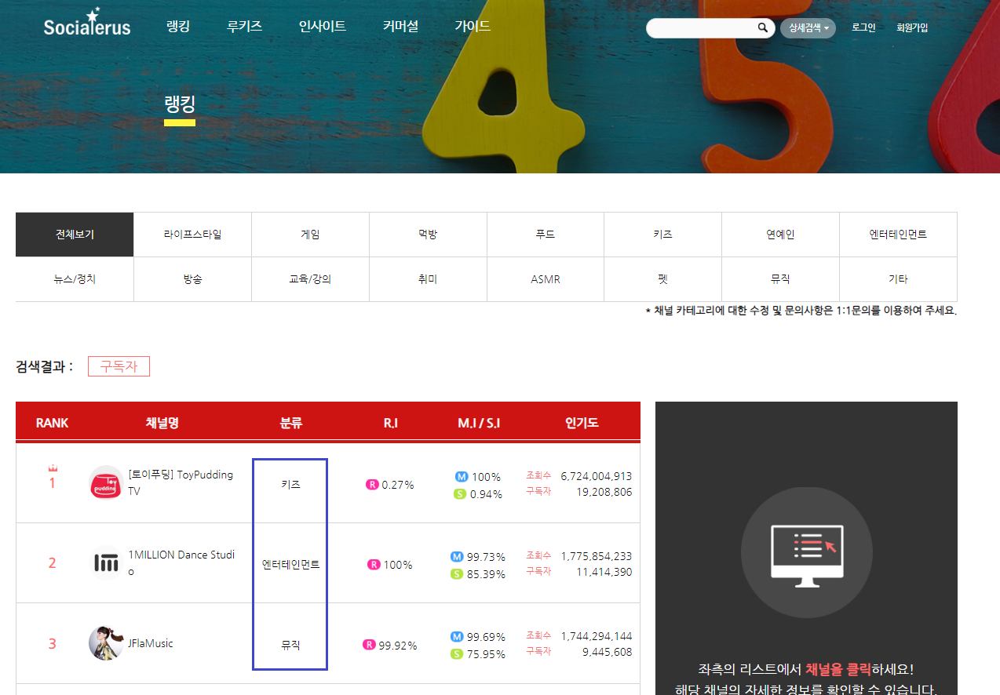 Socialerus
랭킹
루키즈
인사이트
커머셜
가이드
상세검색
로그인
회원가입
랭킹
전체보기
라이프스타일
게임
먹방
푸드
키즈
연예인
엔터테인먼트
뉴스/정치
방송
교육/강의
취미
ASMR
펫
뮤직
기타
* 채널 카테고리에 대한 수정 및 문의사항은 1:1문의를 이용하여 주세요.
검색결과 : 구독자
RANK 채널명 분류 R.I M.I / S.I 인기도
1
Toy pudding
[토이푸딩] ToyPudding
TV
키즈
R 0.27%
M 100%
S 0.94%
조회수 6,724,004,913
구독자 19,208,806
2
1MILLION Dance Studi
o
엔터테인먼트
R 100%
M 99.73%
S 85.39%
조회수 1,775,854,233
구독자 11,414,390
3
JFlaMusic
뮤직
R 99.92%
M 99.69%
S 75.95%
조회수 1,744,294,144
구독자 9,445,608
좌측의 리스트에서 채널을 클릭하세요!
해당 채널의 자세한 정보를 확인할 수 있습니다.